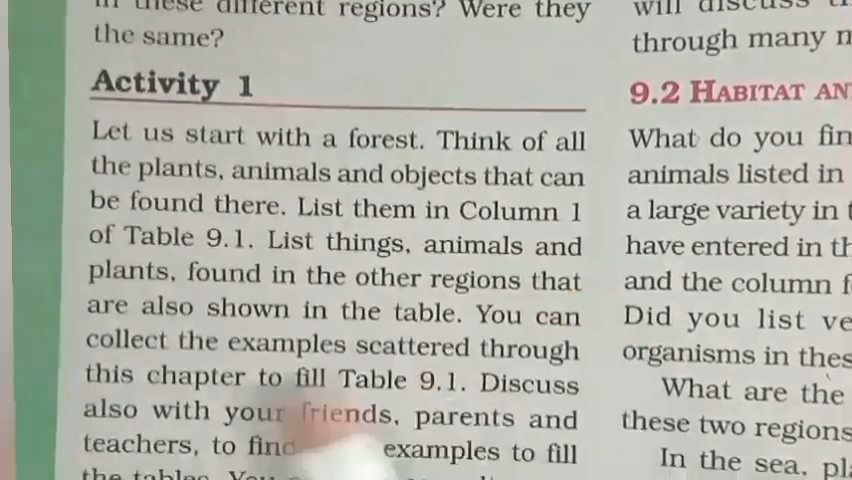 in these different regions? Were they
the same?
Activity 1
Let us start with a forest. Think of all
the plants, animals and objects that can
be found there. List them in Column 1
of Table 9.1. List things, animals and
plants, found in the other regions that
are also shown in the table. You can
collect the examples scattered through
this chapter to fill Table 9.1. Discuss
also with your friends, parents and
teachers, to find examples to fill
the tables. You
will discuss
through many
9.2 HABITAT AN
What do you fin
animals listed in
a large variety in t
have entered in th
and the column f
Did you list ve
organisms in thes
What are the
these two regions
In the sea, pla